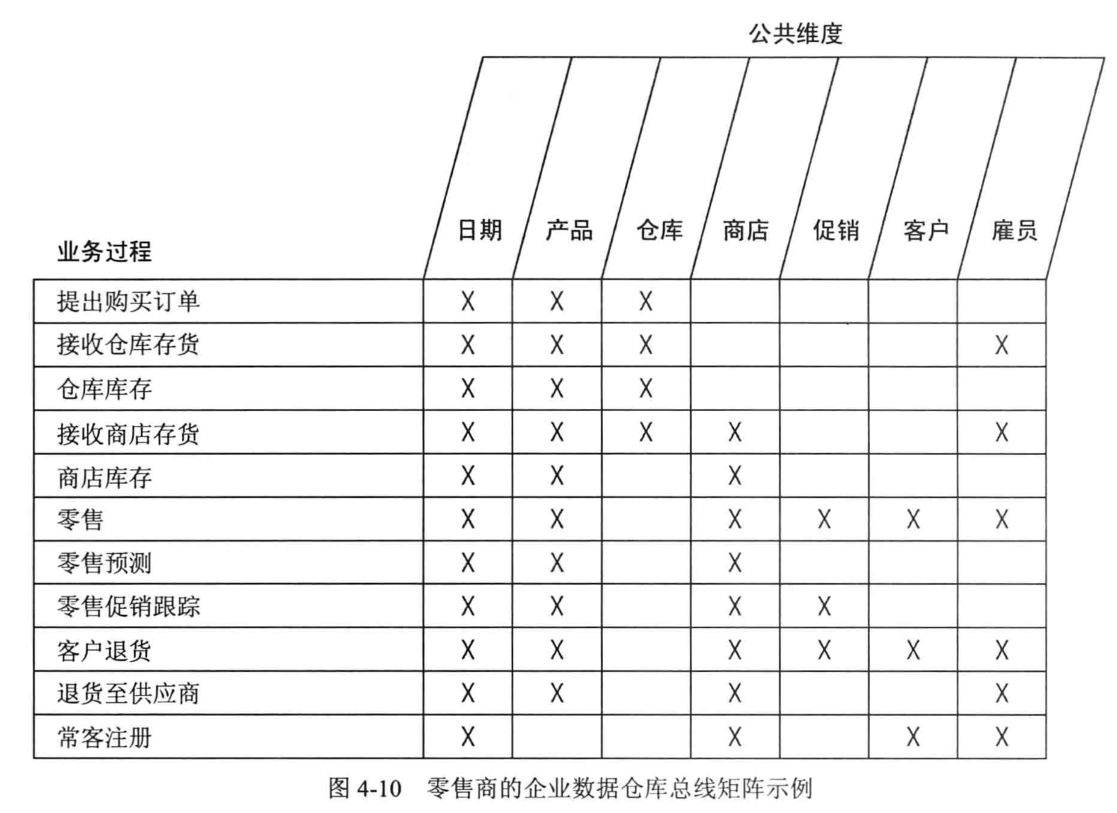 公共维度
业务过程 日期 产品 仓库 商店 促销 客户 雇员
提出购买订单 X X X
接收仓库存货 X X X X
仓库库存 X X X
接收商店存货 X X X X X
商店库存 X X X
零售 X X X X X X
零售预测 X X X
零售促销跟踪 X X X X
客户退货 X X X X X X
退货至供应商 X X X X
常客注册 X X X X
图 4-10 零售商的企业数据仓库总线矩阵示例